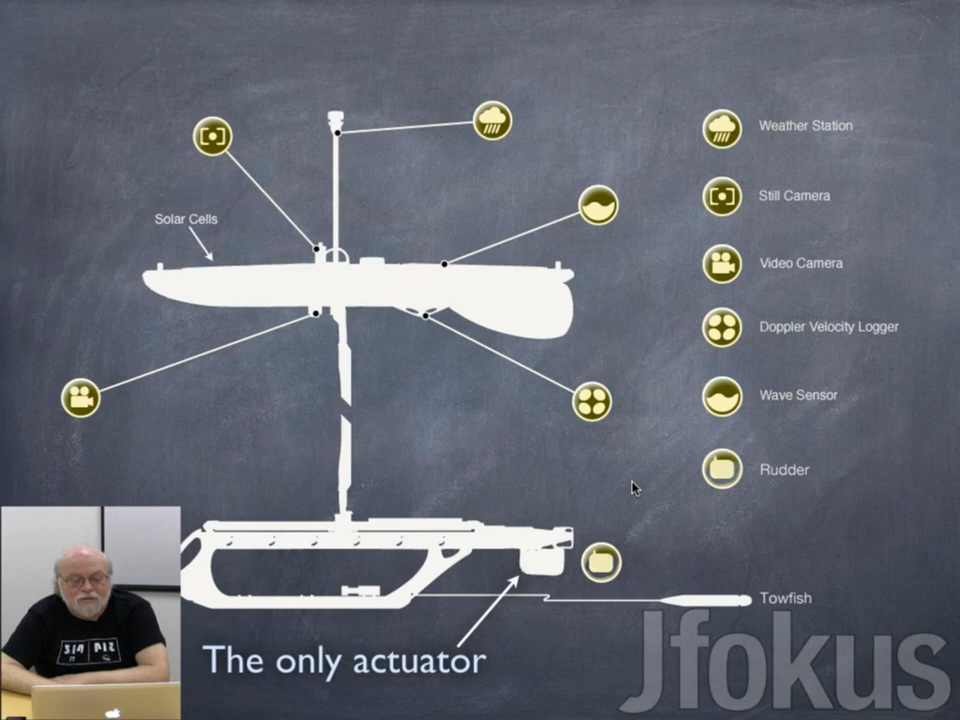 Weather Station
Still Camera
Solar Cells
Video Camera
Doppler Velocity Logger
Wave Sensor
Rudder
Towfish
The only actuator
Jfokus